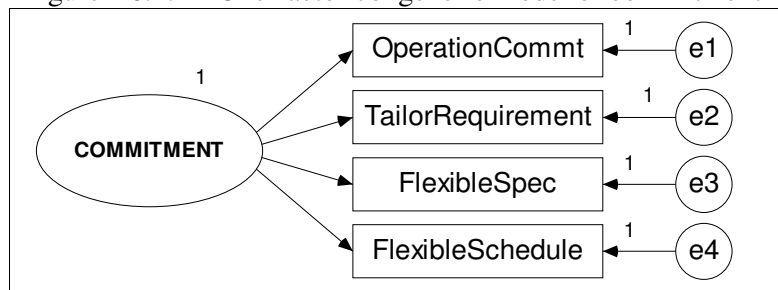 1
OperationCommt
1
e1
TailorRequirement
1
e2
COMMITMENT
FlexibleSpec
1
e3
FlexibleSchedule
1
e4